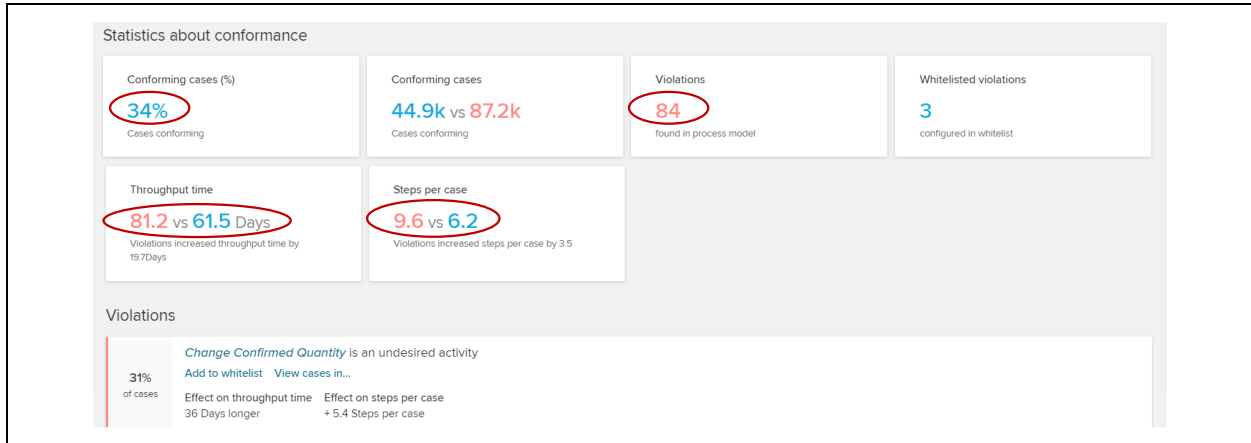 Statistics about conformance
Conforming cases (%)
34%
Cases conforming
Conforming cases
44.9k vs 87.2k
Cases conforming
Violations
84
found in process model
Whitelisted violations
3
configured in whitelist
Throughput time
81.2 vs 61.5 Days
Violations increased throughput time by
19.7Days
Steps per case
9.6 vs 6.2
Violations increased steps per case by 3.5
Violations
31%
of cases
Change Confirmed Quantity is an undesired activity
Add to whitelist View cases in...
Effect on throughput time Effect on steps per case
36 Days longer + 5.4 Steps per case